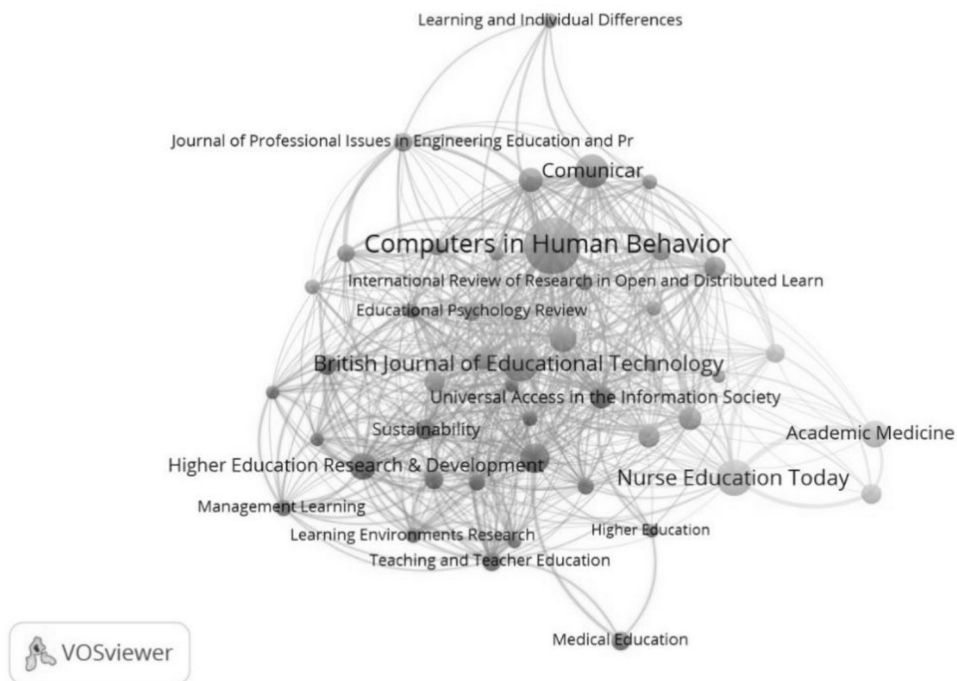 Learning and Individual Differences
Journal of Professional Issues in Engineering Education and Pr
Comunicar
Computers in Human Behavior
International Review of Research in Open and Distributed Learn
Educational Psychology Review
British Journal of Educational Technology
Universal Access in the Information Society
Sustainability
Academic Medicine
Higher Education Research & Development
Nurse Education Today
Management Learning
Higher Education
Learning Environments Research
Teaching and Teacher Education
Medical Education
VOSviewer